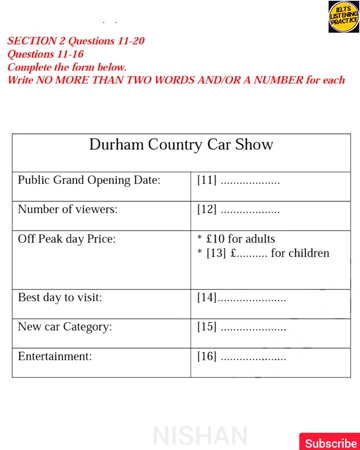 IELTS
LISTENING
PRACTICE
SECTION 2 Questions 11-20
Questions 11-16
Complete the form below.
Write NO MORE THAN TWO WORDS AND/OR A NUMBER for each
Durham Country Car Show
Public Grand Opening Date: [11] ...................
Number of viewers: [12] ...................
Off Peak day Price: * £10 for adults
* [13] £.......... for children
Best day to visit: [14]......................
New car Category: [15] .....................
Entertainment: [16] .....................
NISHAN
Subscribe